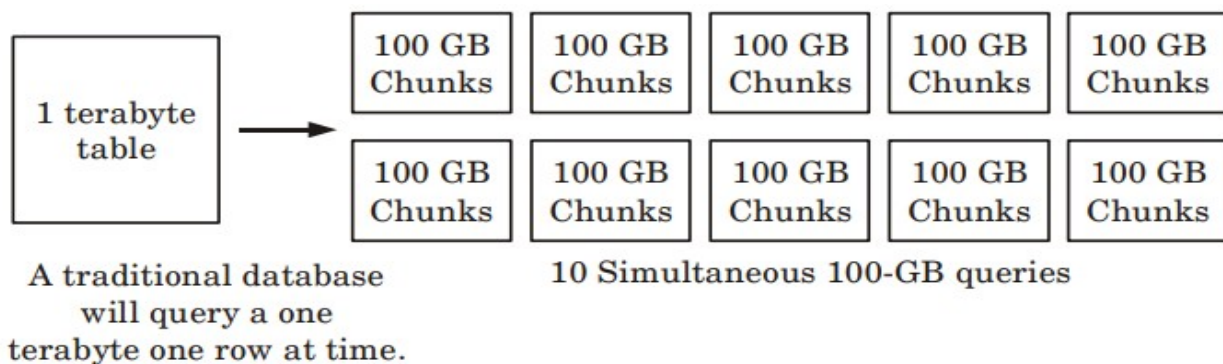 1 terabyte
table
100 GB
Chunks
100 GB
Chunks
100 GB
Chunks
100 GB
Chunks
100 GB
Chunks
100 GB
Chunks
100 GB
Chunks
100 GB
Chunks
100 GB
Chunks
100 GB
Chunks
A traditional database
will query a one
terabyte one row at time.
10 Simultaneous 100-GB queries